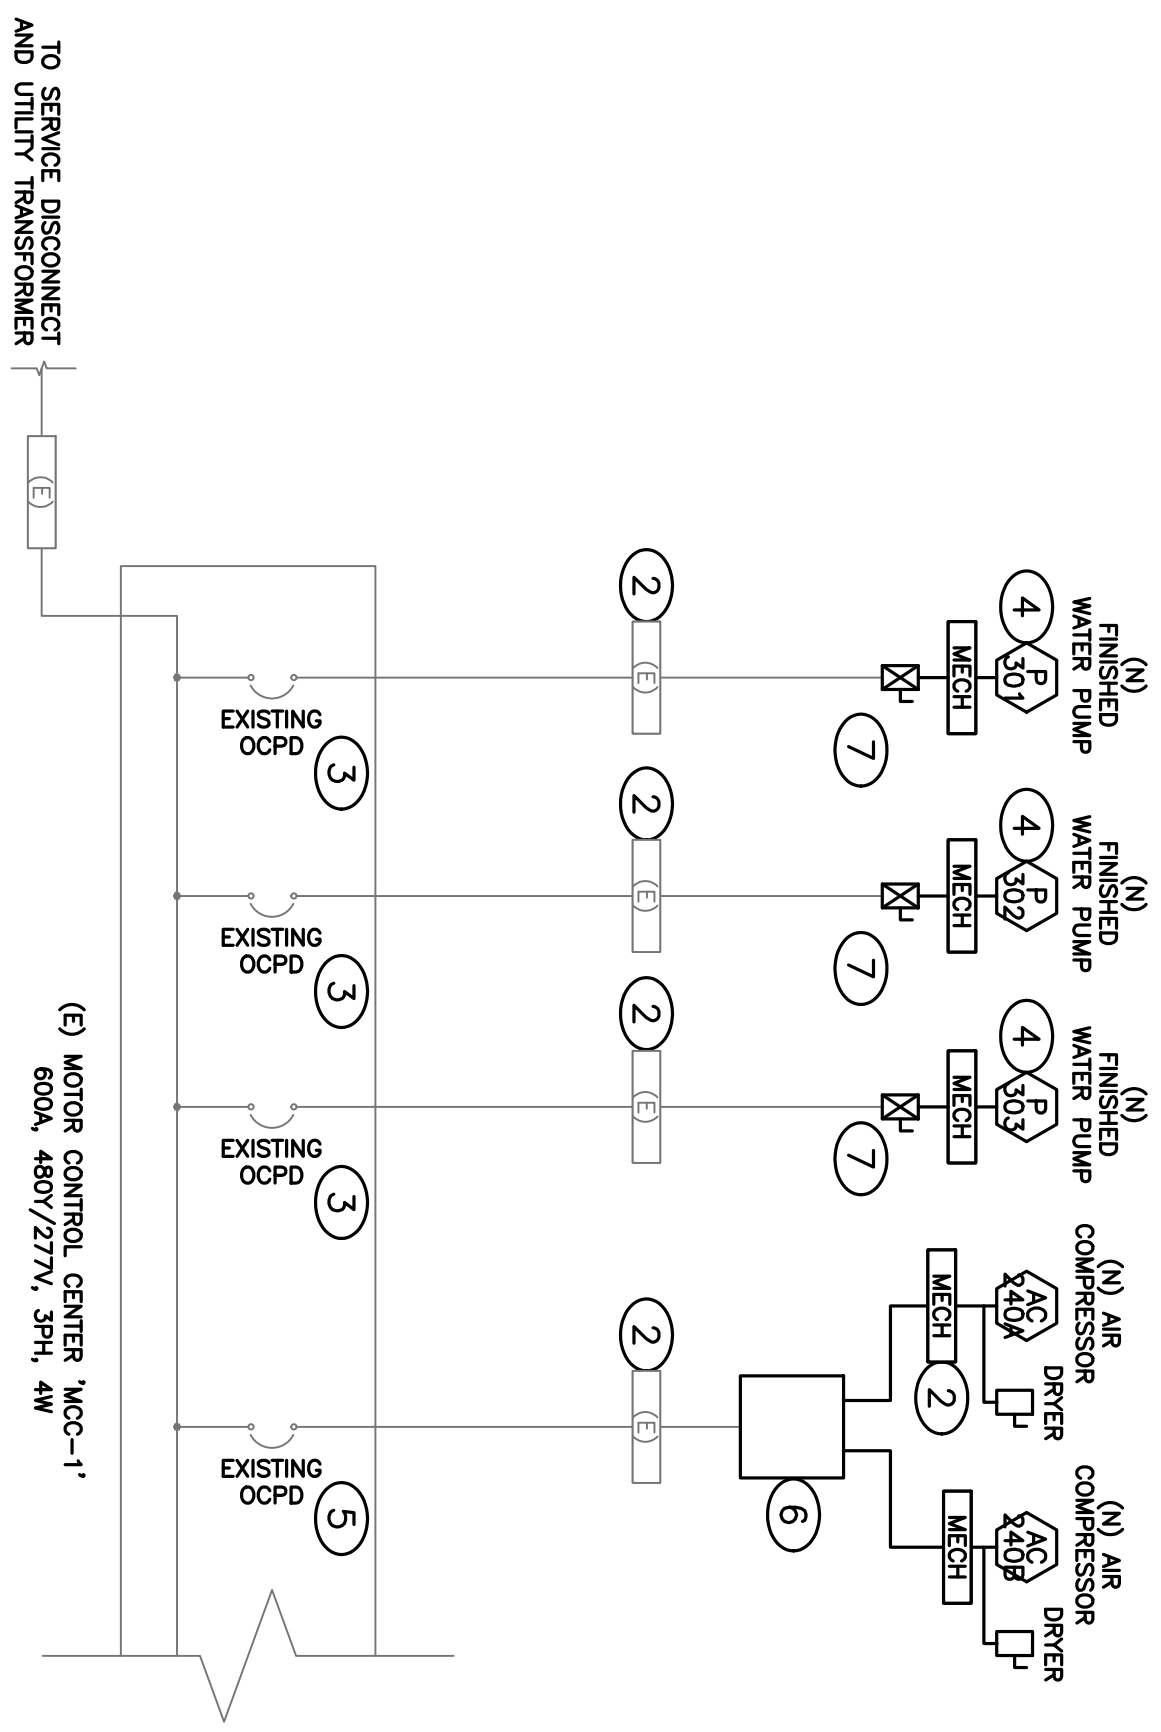 (N)
FINISHED
WATER PUMP
4
P
301
MECH
7
2
(E)
EXISTING
OCPD
3
(N)
FINISHED
WATER PUMP
4
P
302
MECH
7
2
(E)
EXISTING
OCPD
3
(N)
FINISHED
WATER PUMP
4
P
303
MECH
7
2
(E)
EXISTING
OCPD
3
(N) AIR
COMPRESSOR
AC
240A
DRYER
MECH
2
(N) AIR
COMPRESSOR
AC
240B
DRYER
MECH
6
2
(E)
EXISTING
OCPD
5
TO SERVICE DISCONNECT
AND UTILITY TRANSFORMER
(E)
(E) MOTOR CONTROL CENTER 'MCC-1'
600A, 480Y/277V, 3PH, 4W